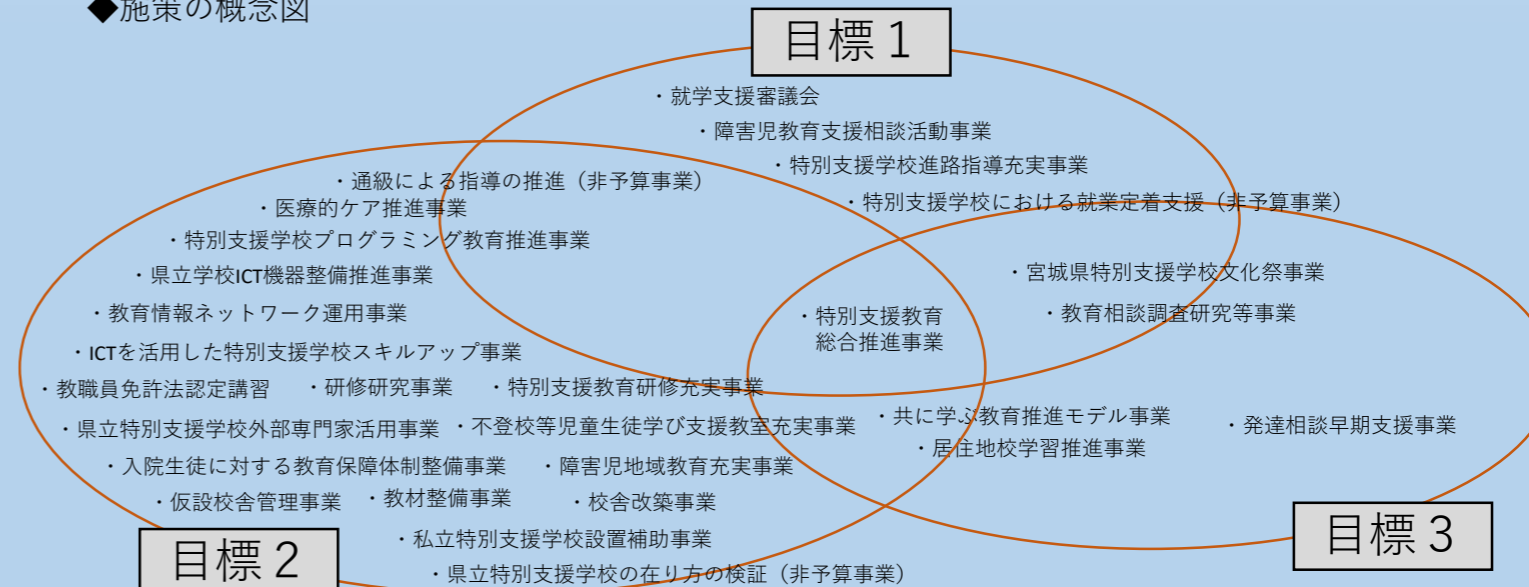 ◆施策の概念図
目標１
・就学支援審議会
・障害児教育支援相談活動事業
・特別支援学校進路指導充実事業
・通級による指導の推進（非予算事業）
・特別支援学校における就業定着支援（非予算事業）
・医療的ケア推進事業
・特別支援学校プログラミング教育推進事業
・県立学校ICT機器整備推進事業
・宮城県特別支援学校文化祭事業
・教育情報ネットワーク運用事業
・特別支援教育
総合推進事業
・教育相談調査研究等事業
・ICTを活用した特別支援学校スキルアップ事業
・教職員免許法認定講習
・研修研究事業
・特別支援教育研修充実事業
・県立特別支援学校外部専門家活用事業
・不登校等児童生徒学び支援教室充実事業
・共に学ぶ教育推進モデル事業
・発達相談早期支援事業
・居住地校学習推進事業
・入院生徒に対する教育保障体制整備事業
・障害児地域教育充実事業
・仮設校舎管理事業
・教材整備事業
・校舎改築事業
・私立特別支援学校設置補助事業
目標２
目標３
・県立特別支援学校の在り方の検証（非予算事業）